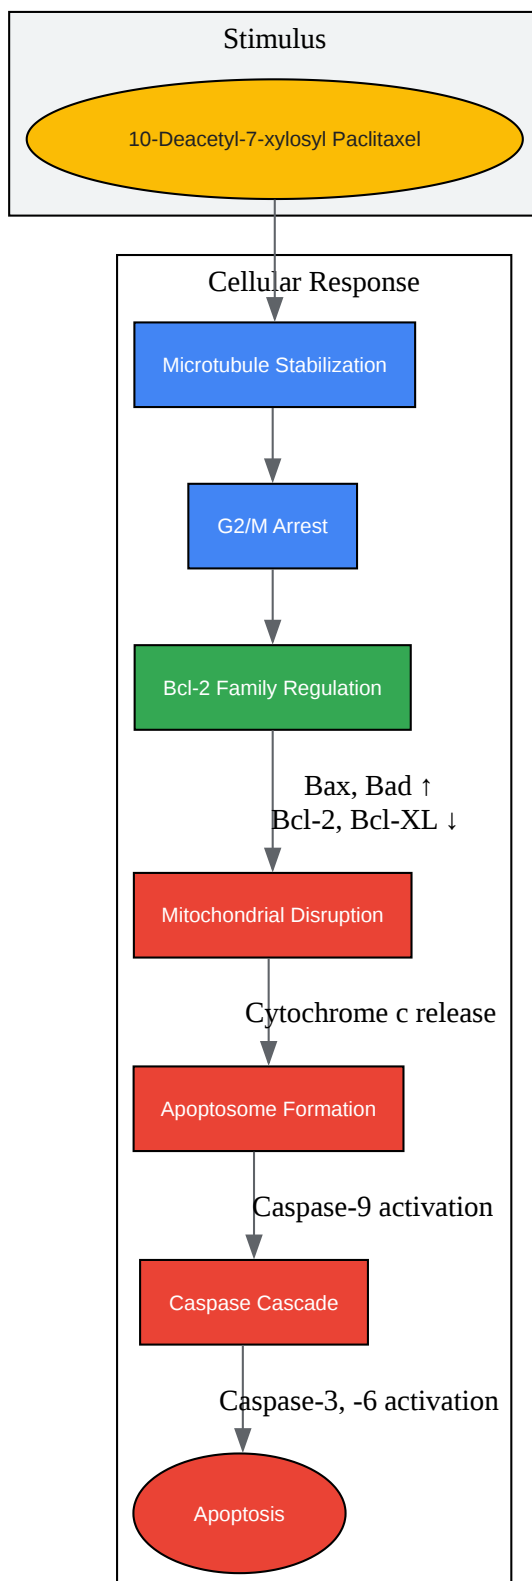 Stimulus
10-Deacetyl-7-xylosyl Paclitaxel
Cellular Response
Microtubule Stabilization
G2/M Arrest
Bcl-2 Family Regulation
Bax, Bad ↑
Bcl-2, Bcl-XL ↓
Mitochondrial Disruption
Cytochrome c release
Apoptosome Formation
Caspase-9 activation
Caspase Cascade
Caspase-3, -6 activation
Apoptosis